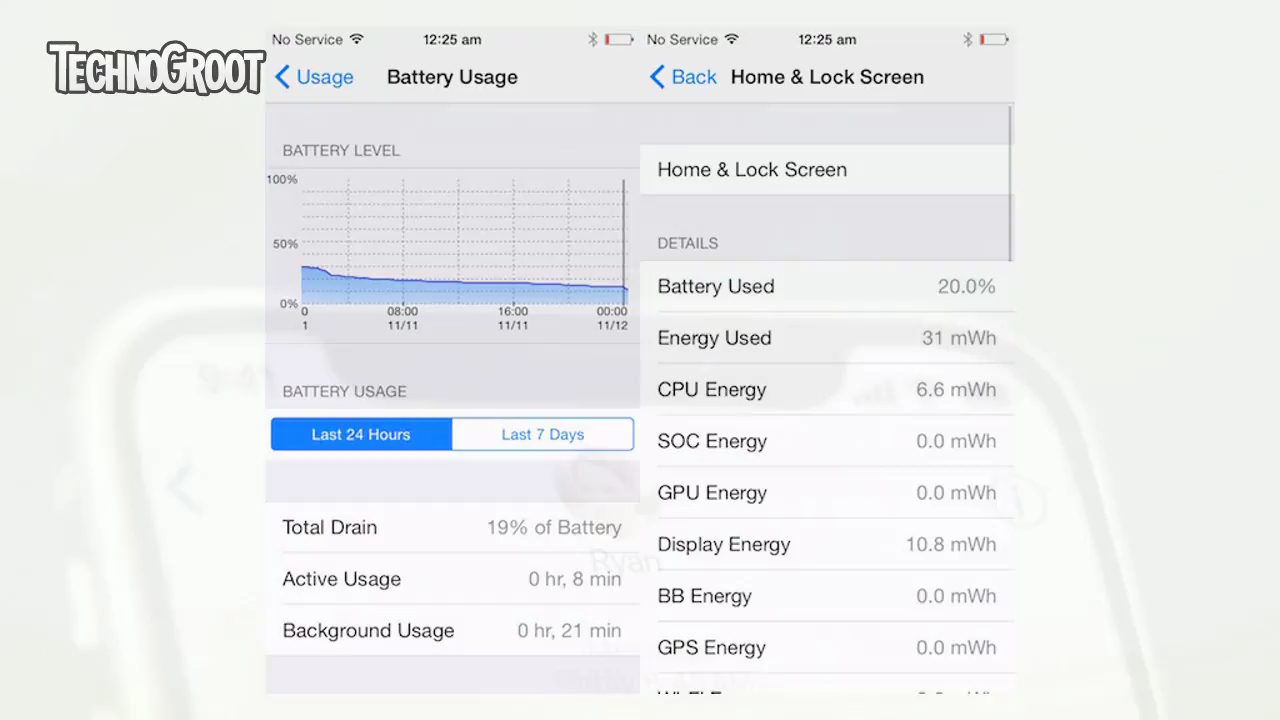 TECHNOGROOT
No Service
12:25 am
Usage
Battery Usage
BATTERY LEVEL
100%
50%
0%
0 08:00 16:00 00:00
1 11/11 11/11 11/12
BATTERY USAGE
Last 24 Hours
Last 7 Days
Total Drain 19% of Battery
Active Usage 0 hr, 8 min
Background Usage 0 hr, 21 min
No Service
12:25 am
Back
Home & Lock Screen
Home & Lock Screen
DETAILS
Battery Used 20.0%
Energy Used 31 mWh
CPU Energy 6.6 mWh
SOC Energy 0.0 mWh
GPU Energy 0.0 mWh
Display Energy 10.8 mWh
BB Energy 0.0 mWh
GPS Energy 0.0 mWh
Ryan